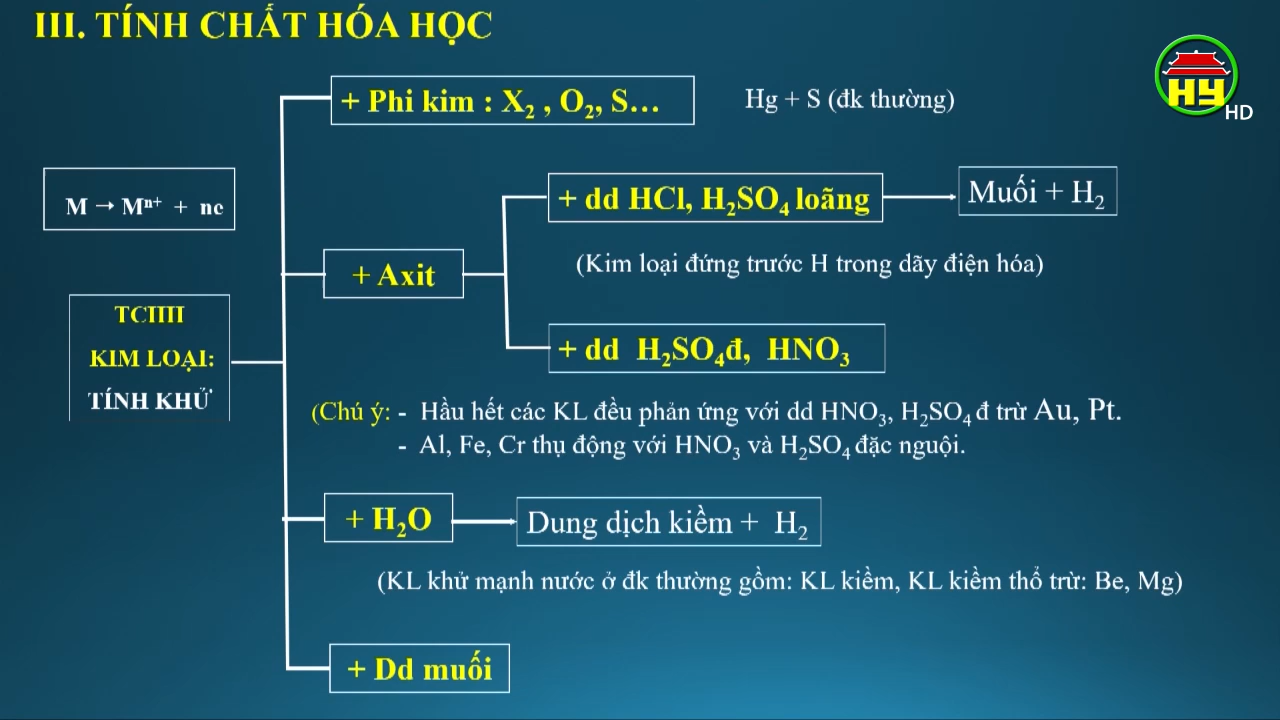 III. TÍNH CHẤT HÓA HỌC
+ Phi kim : X₂ , O₂, S…
Hg + S (đk thường)
HY HD
M → Mⁿ⁺ + ne
+ dd HCl, H₂SO₄ loãng
Muối + H₂
(Kim loại đứng trước H trong dãy điện hóa)
+ Axit
TCHH
KIM LOẠI:
TÍNH KHỬ
+ dd H₂SO₄đ, HNO₃
(Chú ý: - Hầu hết các KL đều phản ứng với dd HNO₃, H₂SO₄ đ trừ Au, Pt.
- Al, Fe, Cr thụ động với HNO₃ và H₂SO₄ đặc nguội.
+ H₂O
Dung dịch kiềm + H₂
(KL khử mạnh nước ở đk thường gồm: KL kiềm, KL kiềm thổ trừ: Be, Mg)
+ Dd muối